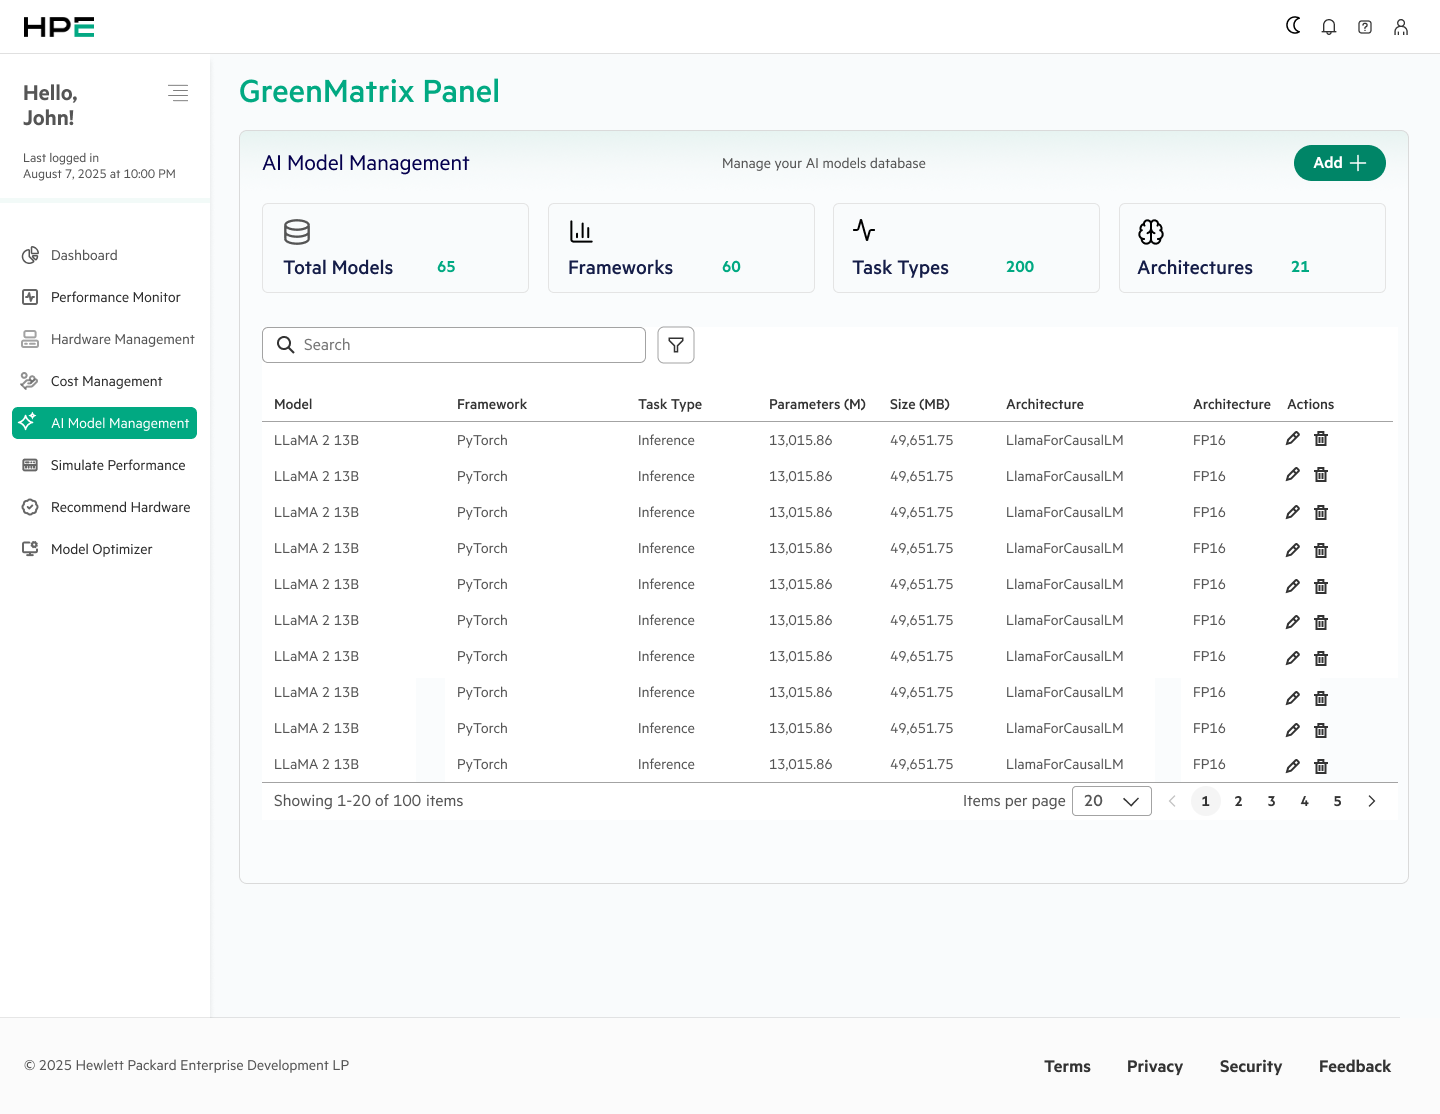 HPE
Hello,
John!
Last logged in
August 7, 2025 at 10:00 PM
Dashboard
Performance Monitor
Hardware Management
Cost Management
AI Model Management
Simulate Performance
Recommend Hardware
Model Optimizer
GreenMatrix Panel
AI Model Management Manage your AI models database Add
Total Models 65 Frameworks 60 Task Types 200 Architectures 21
Search
Model Framework Task Type Parameters (M) Size (MB) Architecture Architecture Actions
LLaMA 2 13B PyTorch Inference 13,015.86 49,651.75 LlamaForCausalLM FP16
LLaMA 2 13B PyTorch Inference 13,015.86 49,651.75 LlamaForCausalLM FP16
LLaMA 2 13B PyTorch Inference 13,015.86 49,651.75 LlamaForCausalLM FP16
LLaMA 2 13B PyTorch Inference 13,015.86 49,651.75 LlamaForCausalLM FP16
LLaMA 2 13B PyTorch Inference 13,015.86 49,651.75 LlamaForCausalLM FP16
LLaMA 2 13B PyTorch Inference 13,015.86 49,651.75 LlamaForCausalLM FP16
LLaMA 2 13B PyTorch Inference 13,015.86 49,651.75 LlamaForCausalLM FP16
LLaMA 2 13B PyTorch Inference 13,015.86 49,651.75 LlamaForCausalLM FP16
LLaMA 2 13B PyTorch Inference 13,015.86 49,651.75 LlamaForCausalLM FP16
LLaMA 2 13B PyTorch Inference 13,015.86 49,651.75 LlamaForCausalLM FP16
Showing 1-20 of 100 items Items per page 20 1 2 3 4 5
© 2025 Hewlett Packard Enterprise Development LP Terms Privacy Security Feedback